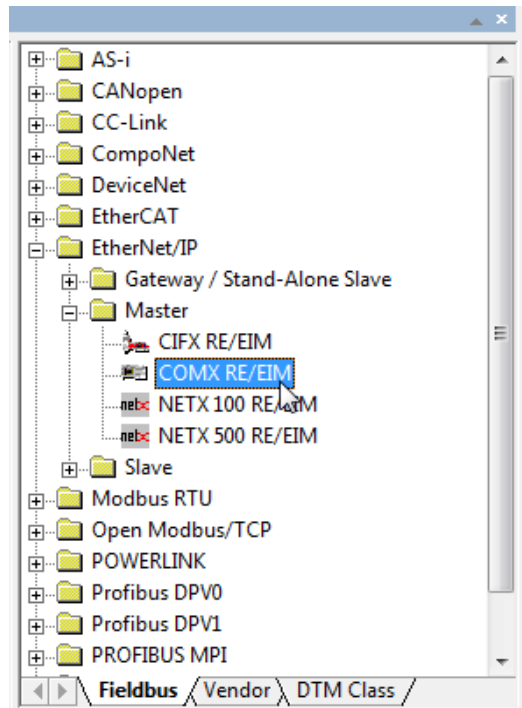 AS-i
CANopen
CC-Link
CompoNet
DeviceNet
EtherCAT
EtherNet/IP
Gateway / Stand-Alone Slave
Master
CIFX RE/EIM
COMX RE/EIM
netx NETX 100 RE/EIM
netx NETX 500 RE/EIM
Slave
Modbus RTU
Open Modbus/TCP
POWERLINK
Profibus DPV0
Profibus DPV1
PROFIBUS MPI
Fieldbus Vendor DTM Class